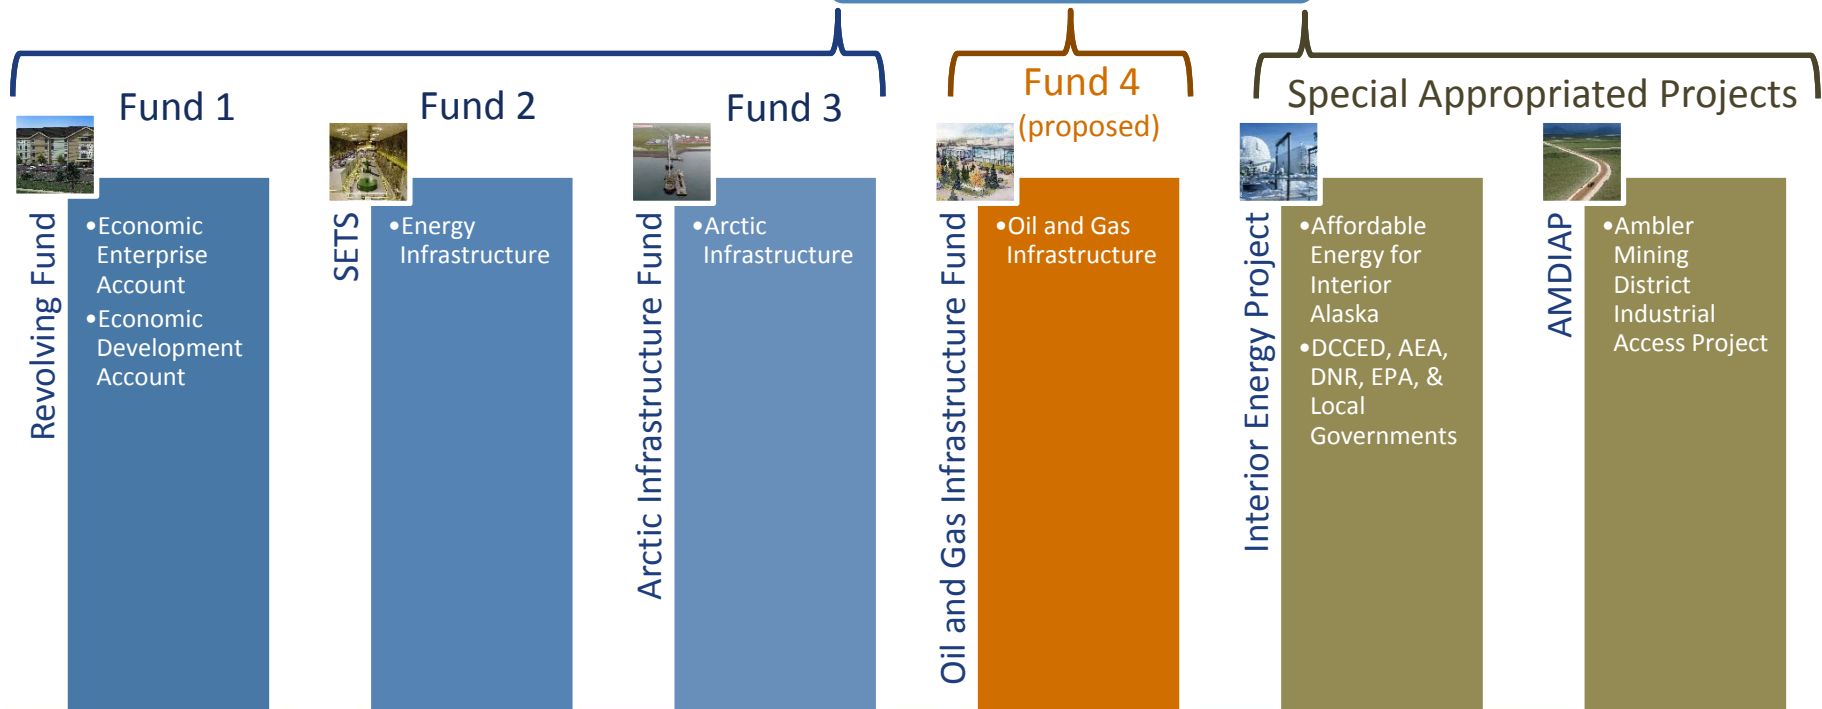 Fund 1
Fund 2
Fund 3
Fund 4
(proposed)
Special Appropriated Projects
Revolving Fund
•Economic
Enterprise
Account
•Economic
Development
Account
SETS
•Energy
Infrastructure
Arctic Infrastructure Fund
•Arctic
Infrastructure
Oil and Gas Infrastructure Fund
•Oil and Gas
Infrastructure
Interior Energy Project
•Affordable
Energy for
Interior
Alaska
•DCCED, AEA,
DNR, EPA, &
Local
Governments
AMDIAP
•Ambler
Mining
District
Industrial
Access Project